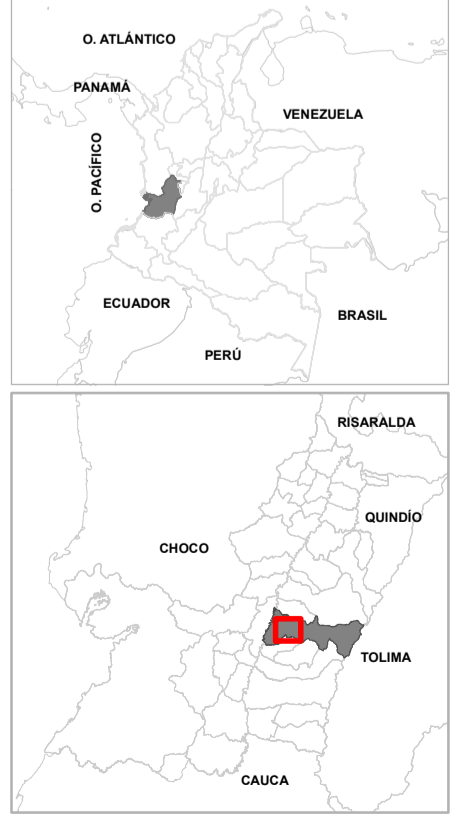 O. ATLÁNTICO
PANAMÁ
VENEZUELA
O. PACÍFICO
ECUADOR
BRASIL
PERÚ
RISARALDA
QUINDÍO
CHOCO
TOLIMA
CAUCA